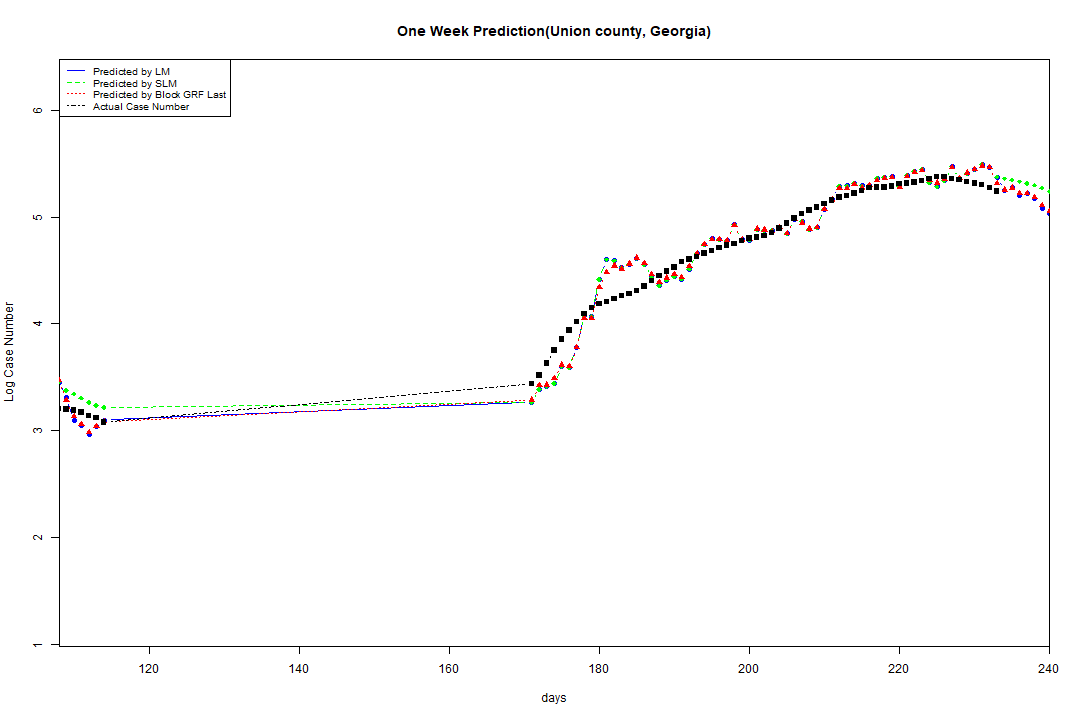 One Week Prediction(Union county, Georgia)
Predicted by LM
Predicted by SLM
Predicted by Block GRF Last
Actual Case Number
Log Case Number
6
5
4
3
2
1
120 140 160 180 200 220 240
days